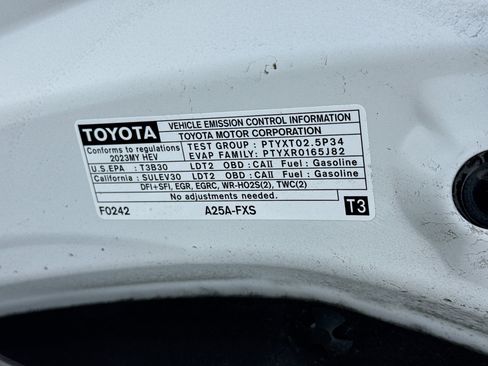 TOYOTA
VEHICLE EMISSION CONTROL INFORMATION
TOYOTA MOTOR CORPORATION
Conforms to regulations
2023MY HEV
TEST GROUP : PTYXT02.5P34
EVAP FAMILY: PTYXR0165J82
U.S.EPA : T3B30 LDT2 OBD : CAII Fuel : Gasoline
California : SULEV30 LDT2 OBD : CAII Fuel : Gasoline
DFI+SFI, EGR, EGRC, WR-HO2S(2), TWC(2)
No adjustments needed.
F0242 A25A-FXS T3